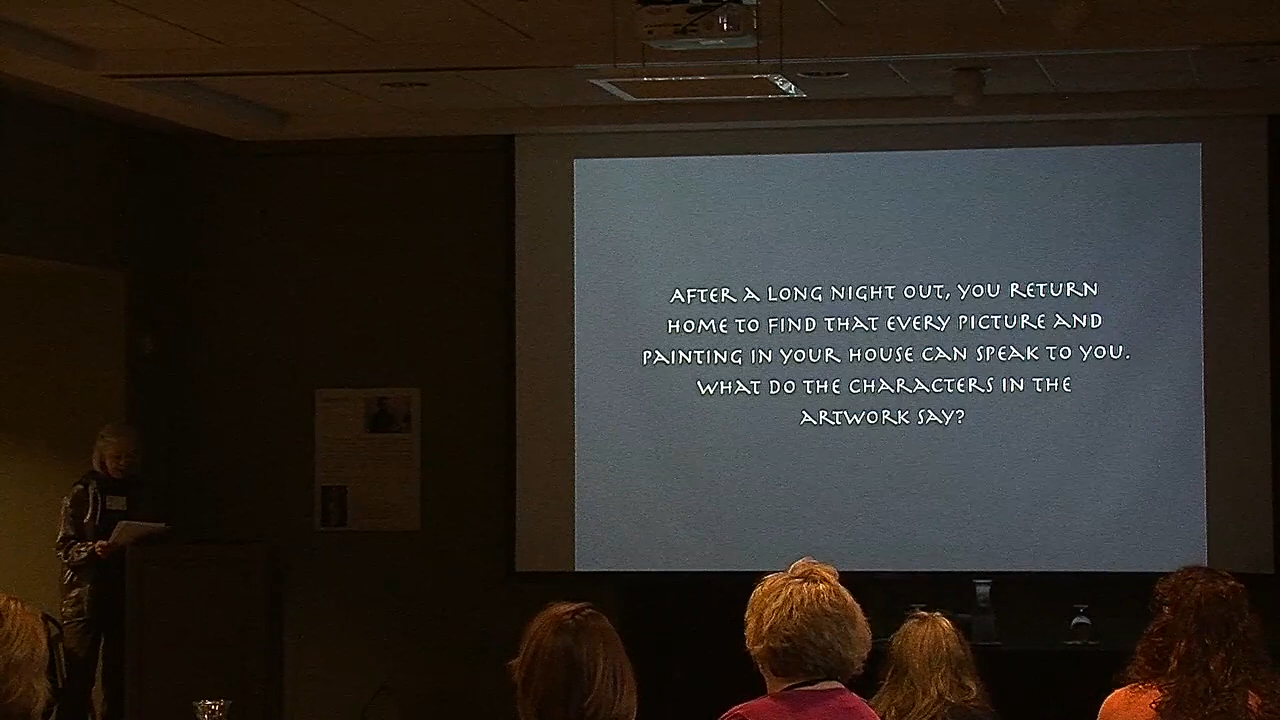 AFTER A LONG NIGHT OUT, YOU RETURN
HOME TO FIND THAT EVERY PICTURE AND
PAINTING IN YOUR HOUSE CAN SPEAK TO YOU.
WHAT DO THE CHARACTERS IN THE
ARTWORK SAY?